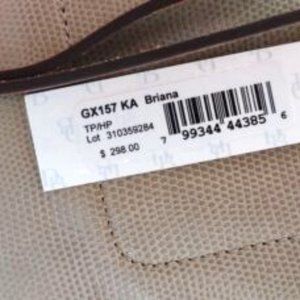 GX157 KA Briana
TP/HP
Lot 310359284
$ 298.00
7 99344 44385 6